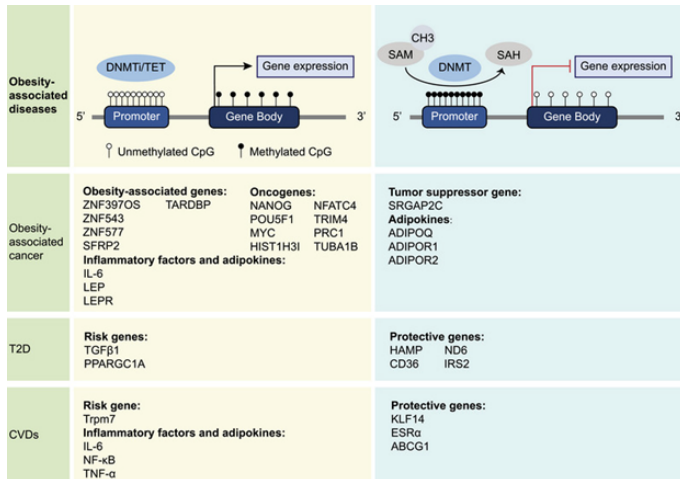 Obesity-associated diseases
DNMTi/TET
Gene expression
5'
Promoter
Gene Body
3'
Unmethylated CpG
Methylated CpG
CH3
SAM
DNMT
SAH
Gene expression
5'
Promoter
Gene Body
3'
Obesity-associated cancer
Obesity-associated genes:
ZNF397OS TARDBP
ZNF543
ZNF577
SFRP2
Oncogenes:
NANOG NFATC4
POU5F1 TRIM4
MYC PRC1
HIST1H3I TUBA1B
Inflammatory factors and adipokines:
IL-6
LEP
LEPR
Tumor suppressor gene:
SRGAP2C
Adipokines:
ADIPOQ
ADIPOR1
ADIPOR2
T2D
Risk genes:
TGFβ1
PPARGC1A
Protective genes:
HAMP ND6
CD36 IRS2
CVDs
Risk gene:
Trpm7
Inflammatory factors and adipokines:
IL-6
NF-κB
TNF-α
Protective genes:
KLF14
ESRα
ABCG1